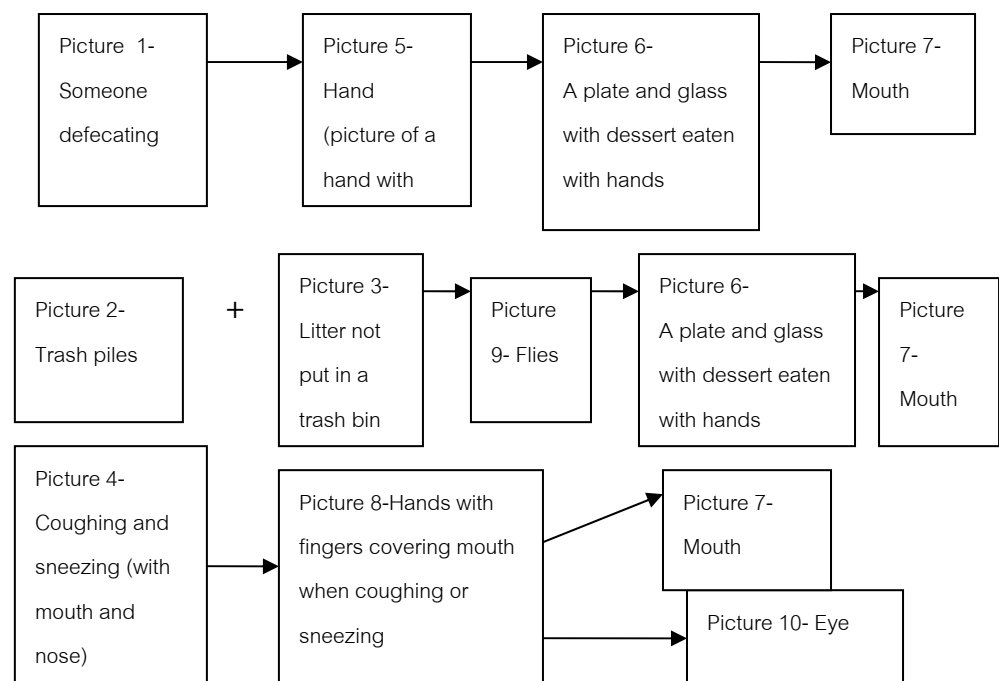 Picture 1-
Someone
defecating
Picture 5-
Hand
(picture of a
hand with
Picture 6-
A plate and glass
with dessert eaten
with hands
Picture 7-
Mouth
Picture 2-
Trash piles
+
Picture 3-
Litter not
put in a
trash bin
Picture
9- Flies
Picture 6-
A plate and glass
with dessert eaten
with hands
Picture
7-
Mouth
Picture 4-
Coughing and
sneezing (with
mouth and
nose)
Picture 8-Hands with
fingers covering mouth
when coughing or
sneezing
Picture 7-
Mouth
Picture 10- Eye